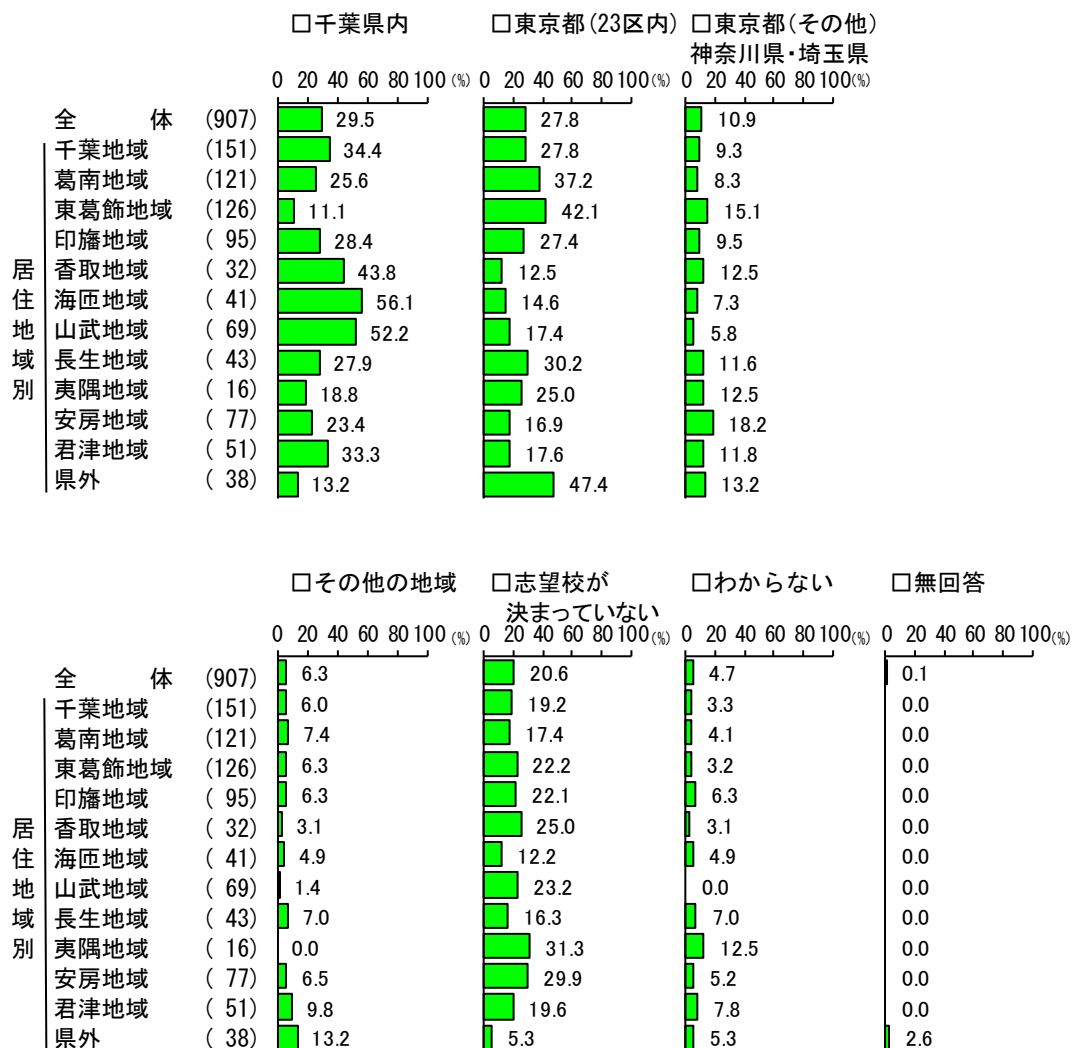 □千葉県内 □東京都(23区内) □東京都(その他)
神奈川県・埼玉県
0 20 40 60 80 100(%) 0 20 40 60 80 100(%) 0 20 40 60 80 100(%)
全 体 (907) 29.5 27.8 10.9
千葉地域 (151) 34.4 27.8 9.3
葛南地域 (121) 25.6 37.2 8.3
東葛飾地域 (126) 11.1 42.1 15.1
印旛地域 ( 95) 28.4 27.4 9.5
居 香取地域 ( 32) 43.8 12.5 12.5
住 海匝地域 ( 41) 56.1 14.6 7.3
地 山武地域 ( 69) 52.2 17.4 5.8
域 長生地域 ( 43) 27.9 30.2 11.6
別 夷隅地域 ( 16) 18.8 25.0 12.5
安房地域 ( 77) 23.4 16.9 18.2
君津地域 ( 51) 33.3 17.6 11.8
県外 ( 38) 13.2 47.4 13.2
□その他の地域 □志望校が □わからない □無回答
決まっていない
0 20 40 60 80 100(%) 0 20 40 60 80 100(%) 0 20 40 60 80 100(%) 0 20 40 60 80 100(%)
全 体 (907) 6.3 20.6 4.7 0.1
千葉地域 (151) 6.0 19.2 3.3 0.0
葛南地域 (121) 7.4 17.4 4.1 0.0
東葛飾地域 (126) 6.3 22.2 3.2 0.0
印旛地域 ( 95) 6.3 22.1 6.3 0.0
居 香取地域 ( 32) 3.1 25.0 3.1 0.0
住 海匝地域 ( 41) 4.9 12.2 4.9 0.0
地 山武地域 ( 69) 1.4 23.2 0.0 0.0
域 長生地域 ( 43) 7.0 16.3 7.0 0.0
別 夷隅地域 ( 16) 0.0 31.3 12.5 0.0
安房地域 ( 77) 6.5 29.9 5.2 0.0
君津地域 ( 51) 9.8 19.6 7.8 0.0
県外 ( 38) 13.2 5.3 5.3 2.6